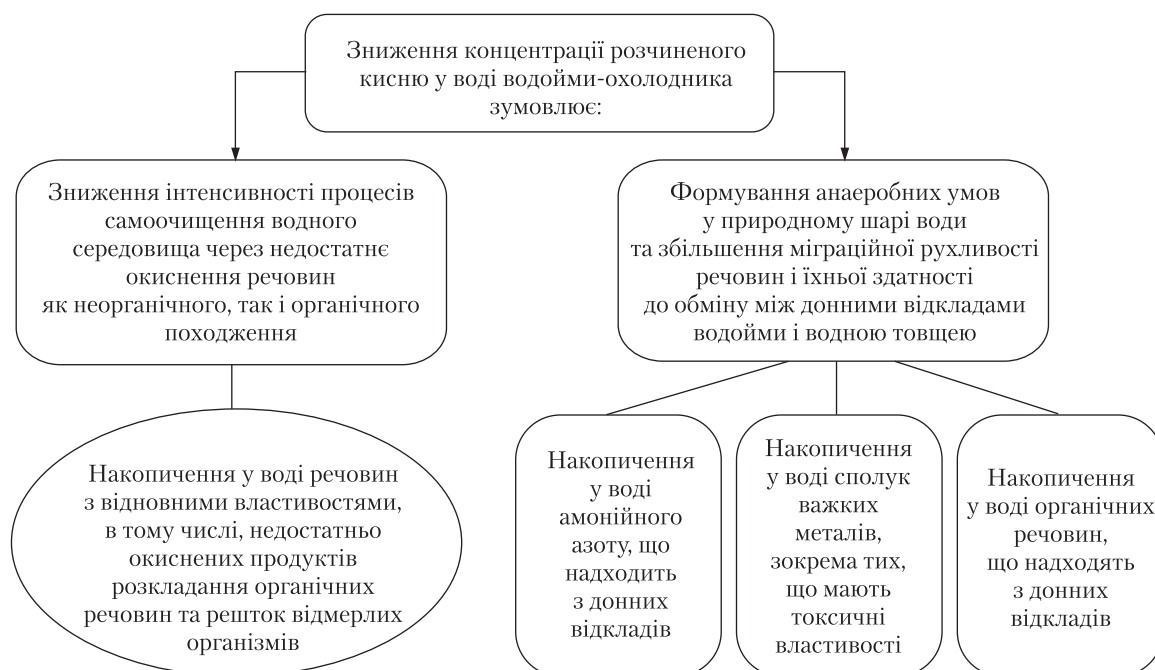 Зниження концентрації розчиненого
кисню у воді водойми-охолодника
зумовлює:
Зниження інтенсивності процесів
самоочищення водного
середовища через недостатнє
окиснення речовин
як неорганічного, так і органічного
походження
Формування анаеробних умов
у природному шарі води
та збільшення міграційної рухливості
речовин і їхньої здатності
до обміну між донними відкладами
водойми і водною товщею
Накопичення у воді речовин
з відновними властивостями,
в тому числі, недостатньо
окиснених продуктів
розкладання органічних
речовин та решток відмерлих
організмів
Накопичення
у воді
амонійного
азоту, що
надходить
з донних
відкладів
Накопичення
у воді сполук
важких
металів,
зокрема тих,
що мають
токсичні
властивості
Накопичення
у воді органічних
речовин,
що надходять
з донних
відкладів